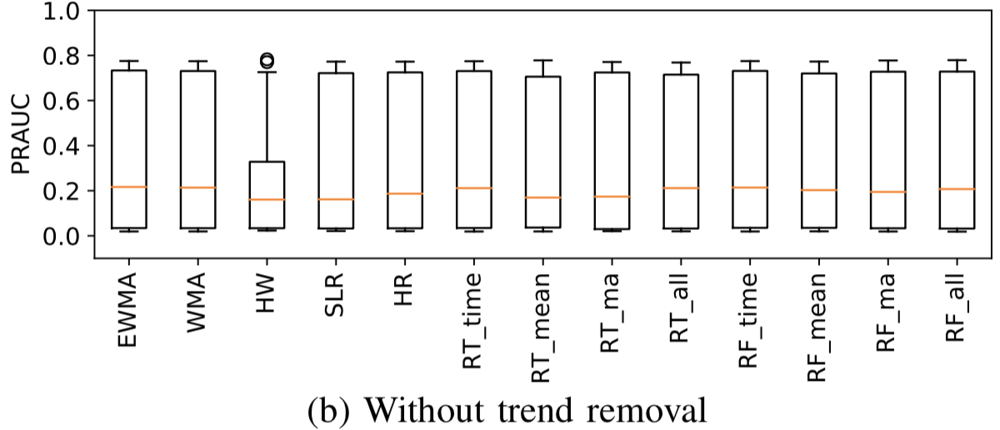 1.0
0.8
0.6
0.4
0.2
0.0
PRAUC
EWMA
WMA
HW
SLR
HR
RT_time
RT_mean
RT_ma
RT_all
RF_time
RF_mean
RF_ma
RF_all
(b) Without trend removal